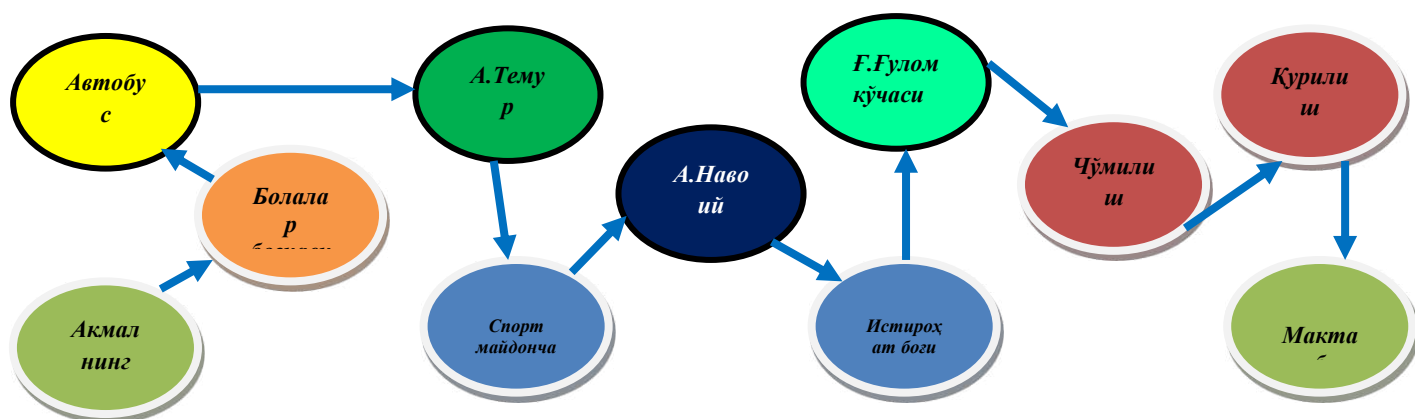 Автобу
с
А.Тему
р
Ғ.Ғулом
кўчаси
Қурили
ш
Чўмили
ш
А.Наво
ий
Болала
р
Акмал
нинг
Спорт
майдонча
Истироҳ
ат боғи
Макта
б